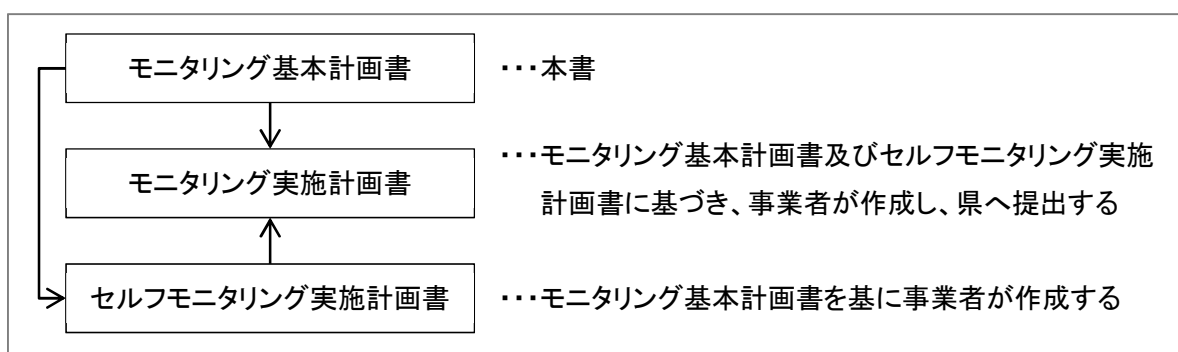 モニタリング基本計画書
・・・本書
モニタリング実施計画書
・・・モニタリング基本計画書及びセルフモニタリング実施
計画書に基づき、事業者が作成し、県へ提出する
セルフモニタリング実施計画書
・・・モニタリング基本計画書を基に事業者が作成する